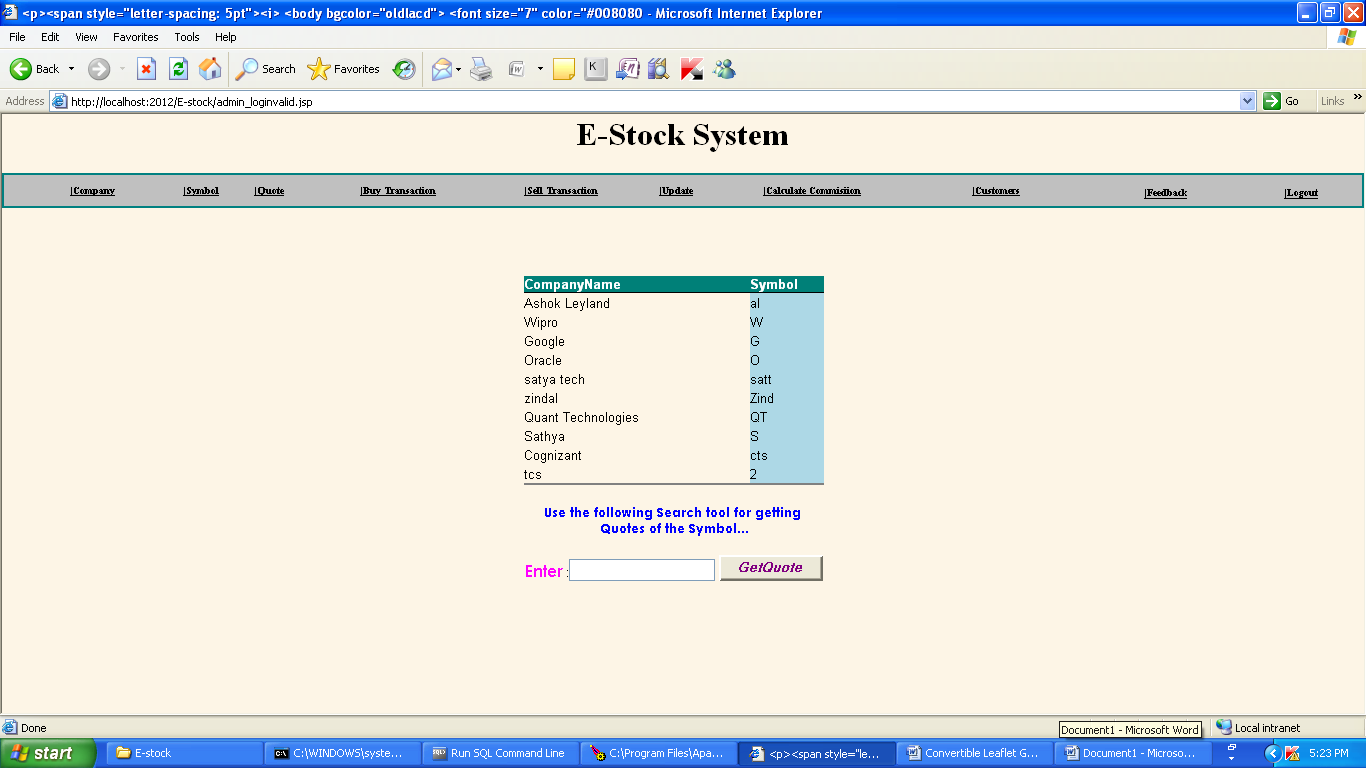 <p><span style="letter-spacing: 5pt"><i> <body bgcolor="oldlacd"> <font size="7" color="#008080 - Microsoft Internet Explorer
File Edit View Favorites Tools Help
Back Search Favorites
Address http://localhost:2012/E-stock/admin_loginvalid.jsp Go Links »
E-Stock System
|Company |Symbol |Quote |Buy Transaction |Sell Transaction |Update |Calculate Commisiion |Customers |Feedback |Logout
CompanyName Symbol
Ashok Leyland al
Wipro W
Google G
Oracle O
satya tech satt
zindal Zind
Quant Technologies QT
Sathya S
Cognizant cts
tcs 2
Use the following Search tool for getting
Quotes of the Symbol...
Enter : GetQuote
Done Document1 - Microsoft Word Local intranet
start E-stock C:\WINDOWS\syste... Run SQL Command Line C:\Program Files\Apa... <p><span style="le... Convertible Leaflet G... Document1 - Microso... 5:23 PM